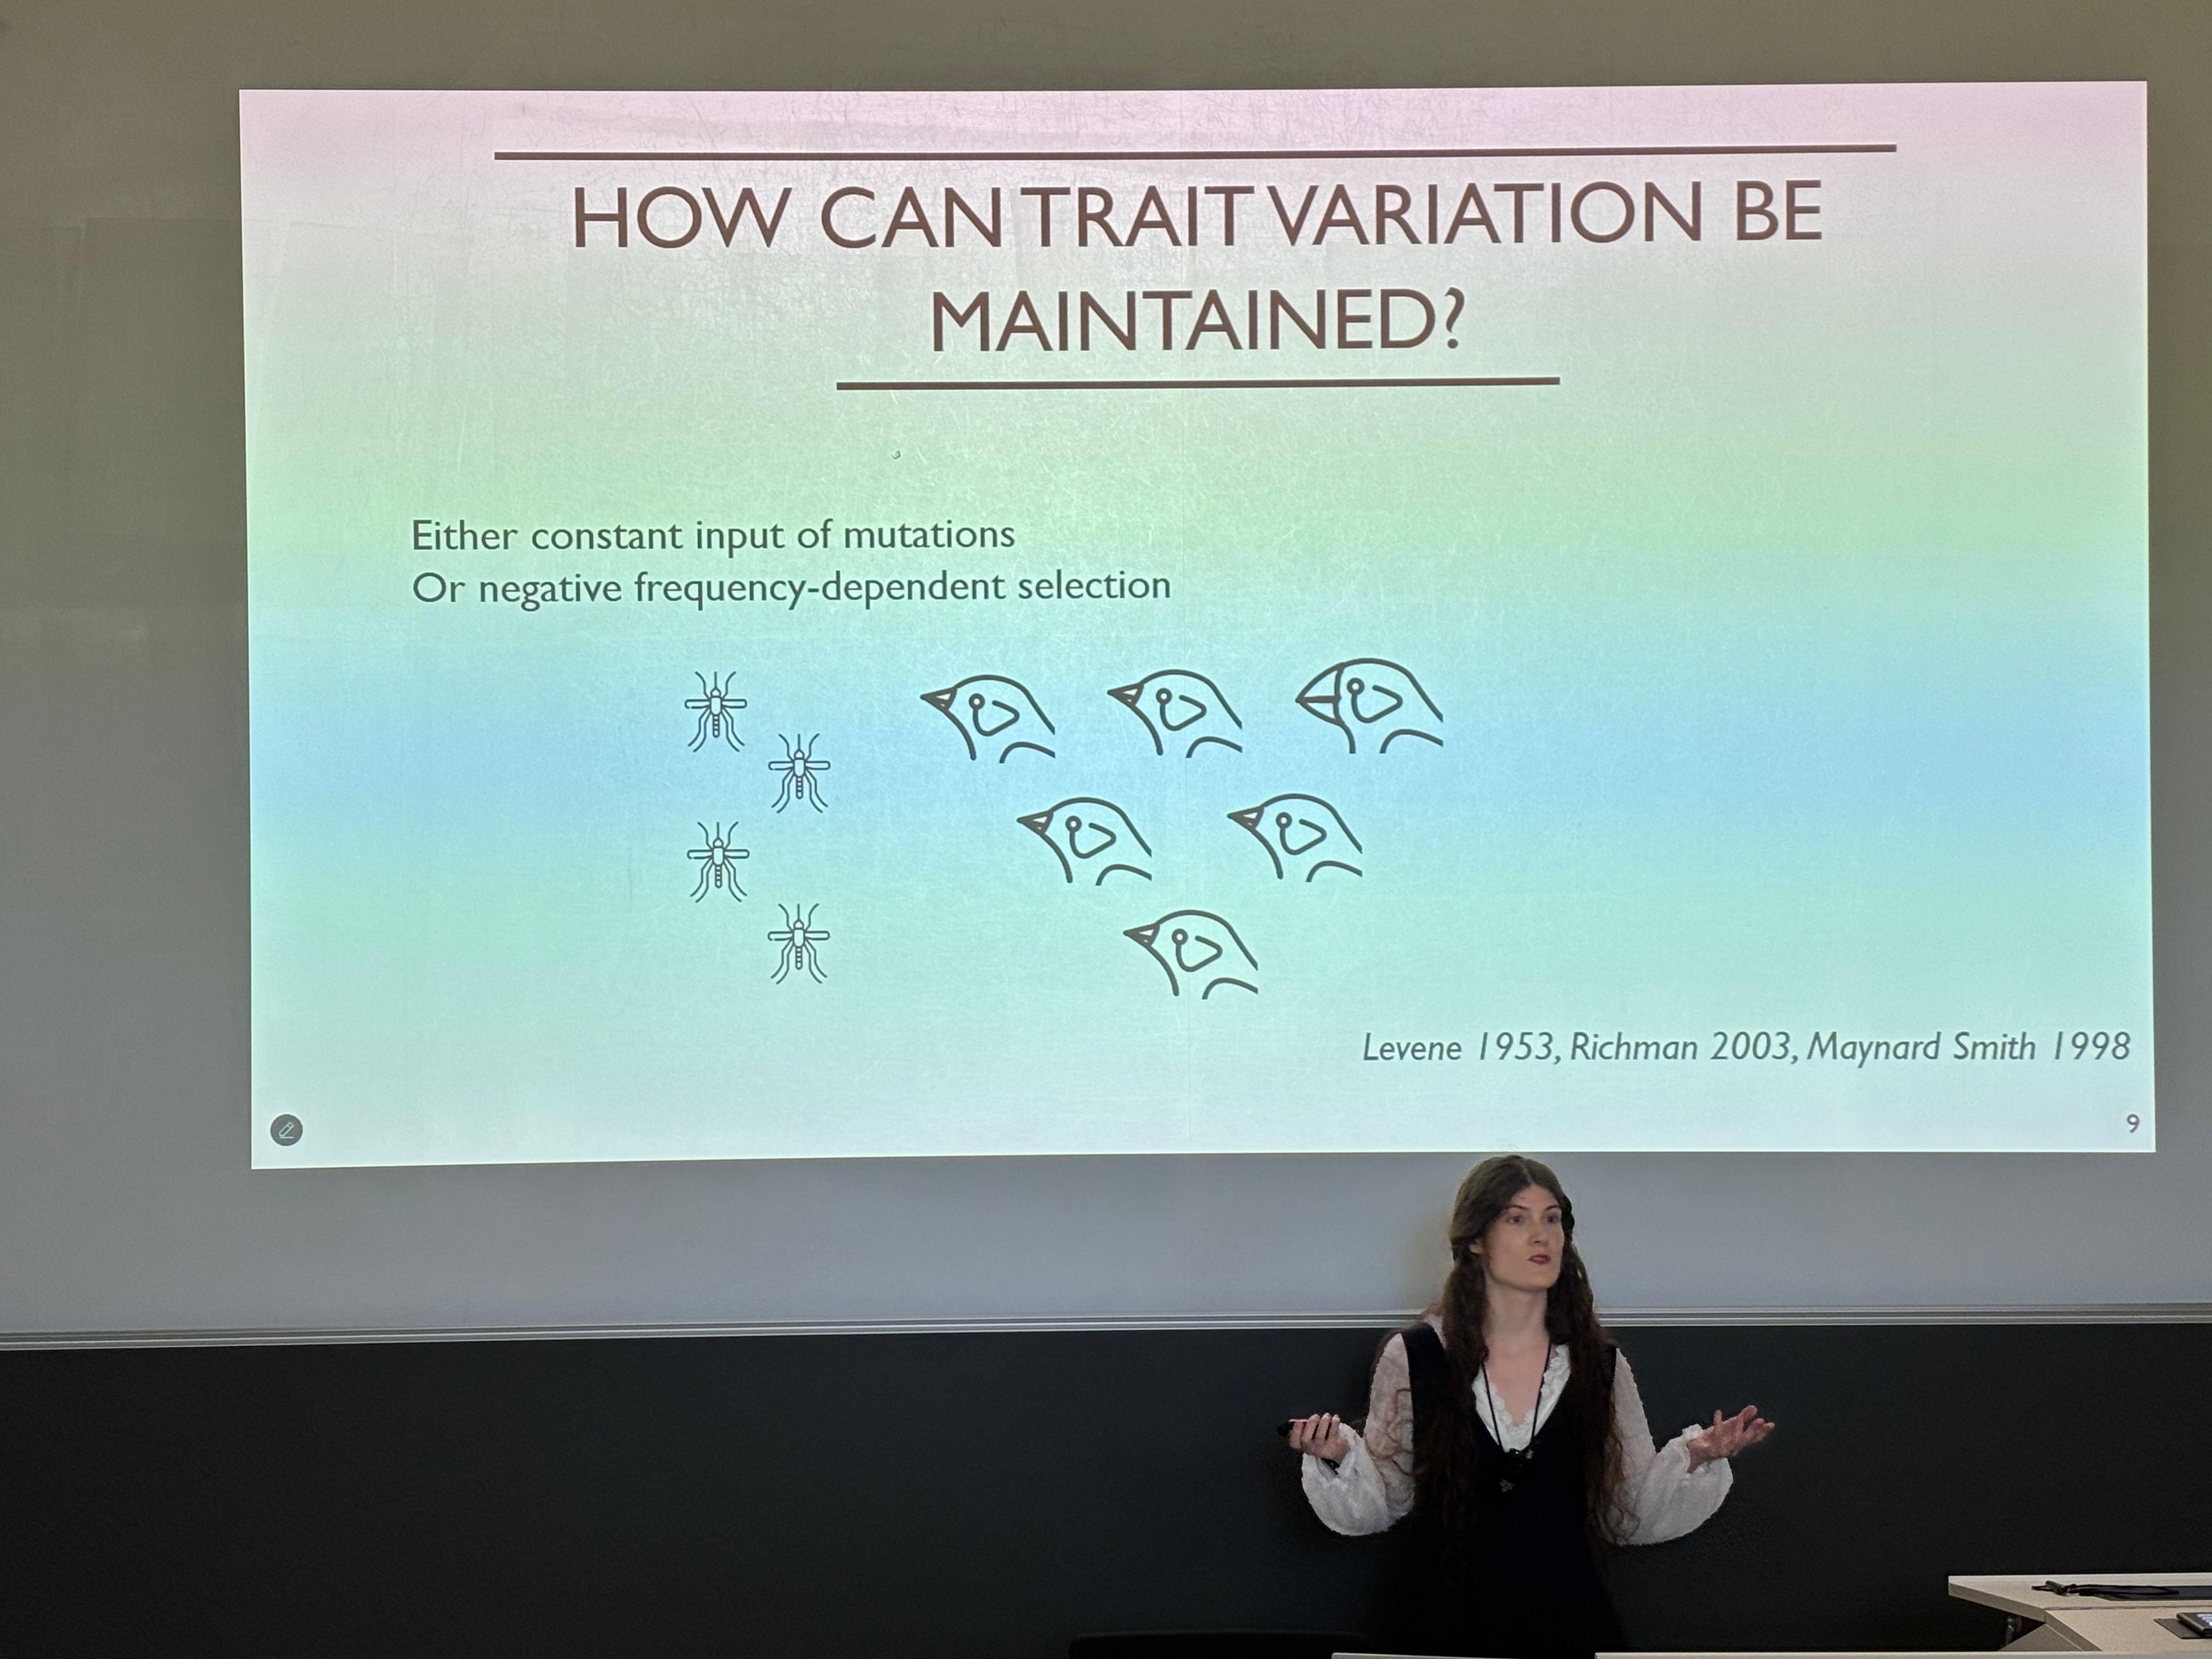 HOW CAN TRAIT VARIATION BE
MAINTAINED?
Either constant input of mutations
Or negative frequency-dependent selection
Levene 1953, Richman 2003, Maynard Smith 1998
9